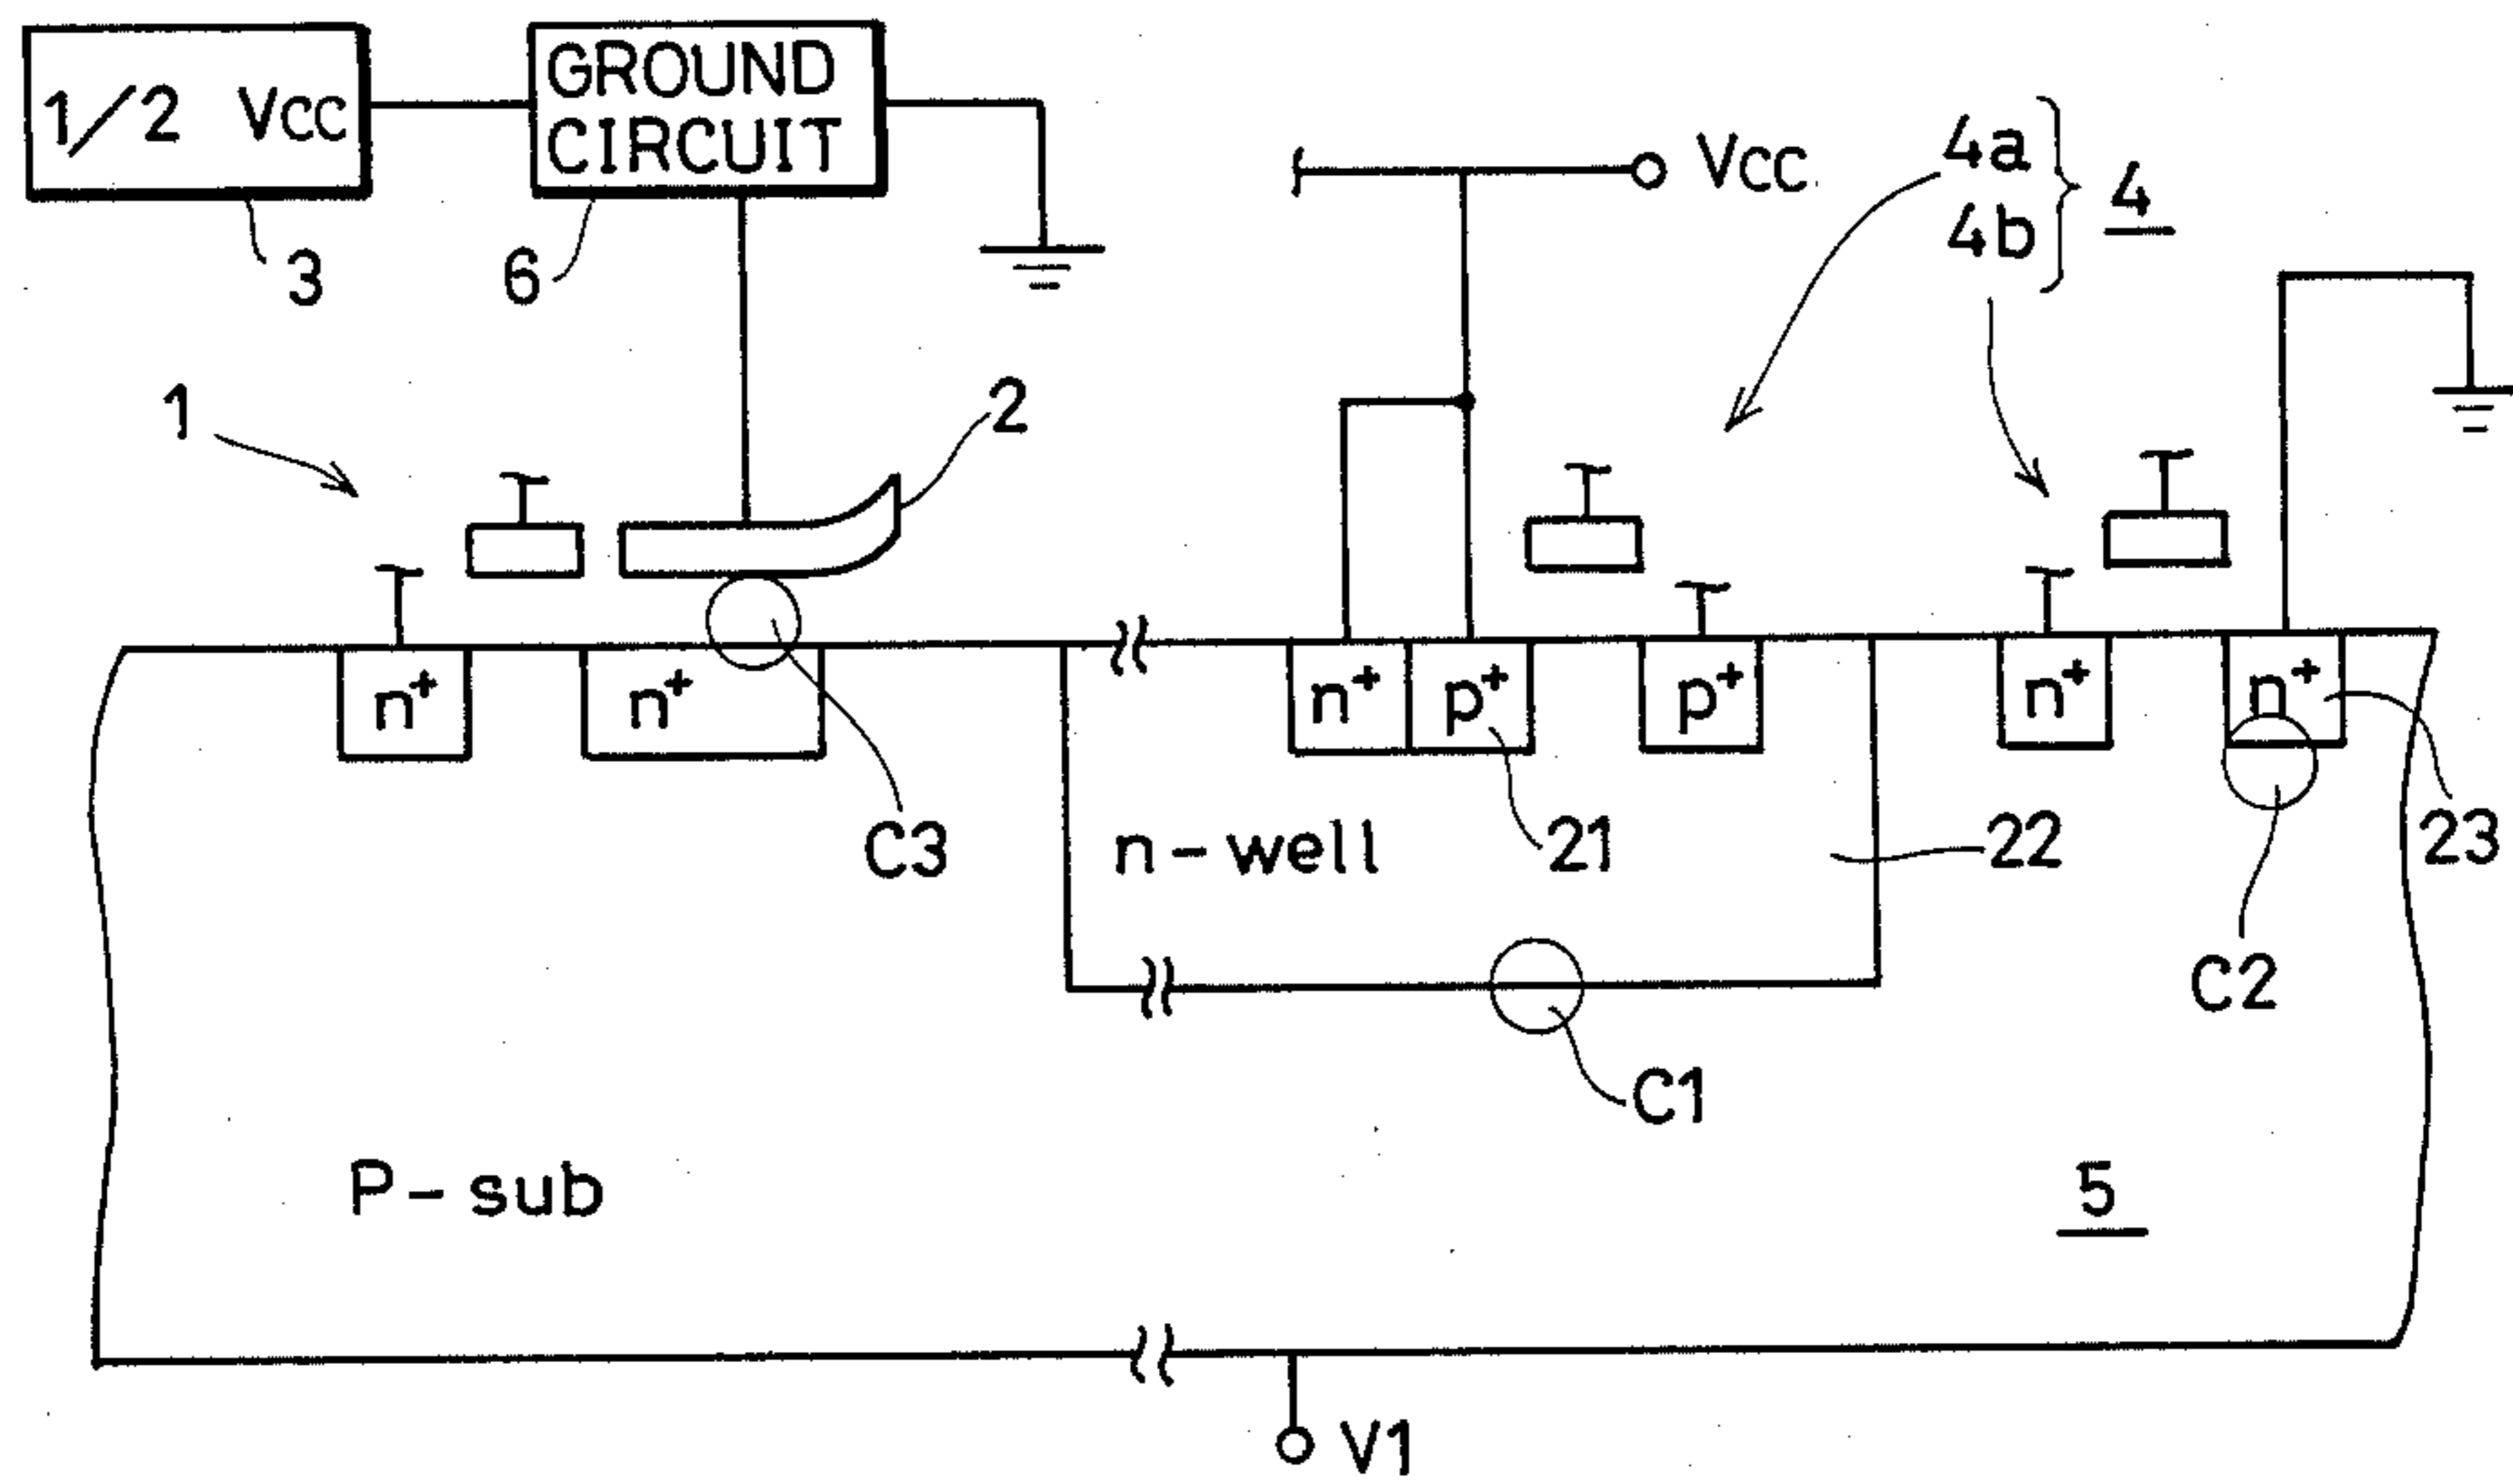 1/2 Vcc
GROUND
CIRCUIT
3
6
Vcc
4a
4b
4
1
2
n+
n+
n+
p+
p+
n+
n+
C3
n-well
21
22
23
C2
C1
P-sub
5
V1